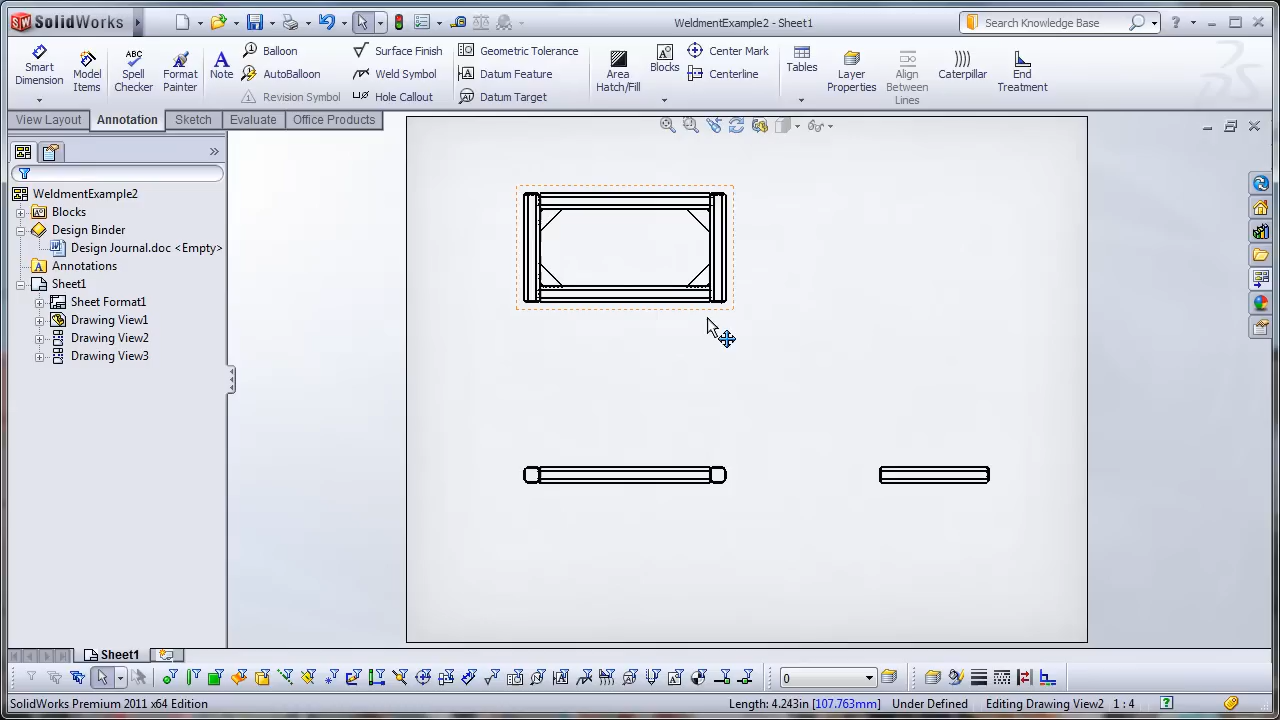 SolidWorks
WeldmentExample2 - Sheet1
Search Knowledge Base
Smart Dimension
Model Items
ABC
Spell Checker
Format Painter
Note
Balloon
AutoBalloon
Revision Symbol
Surface Finish
Weld Symbol
Hole Callout
Geometric Tolerance
Datum Feature
Datum Target
Area Hatch/Fill
Blocks
Center Mark
Centerline
Tables
Layer Properties
Align Between Lines
Caterpillar
End Treatment
View Layout
Annotation
Sketch
Evaluate
Office Products
WeldmentExample2
Blocks
Design Binder
Design Journal.doc <Empty>
Annotations
Sheet1
Sheet Format1
Drawing View1
Drawing View2
Drawing View3
Sheet1
0
SolidWorks Premium 2011 x64 Edition
Length: 4.243in [107.763mm]
Under Defined
Editing Drawing View2
1 : 4